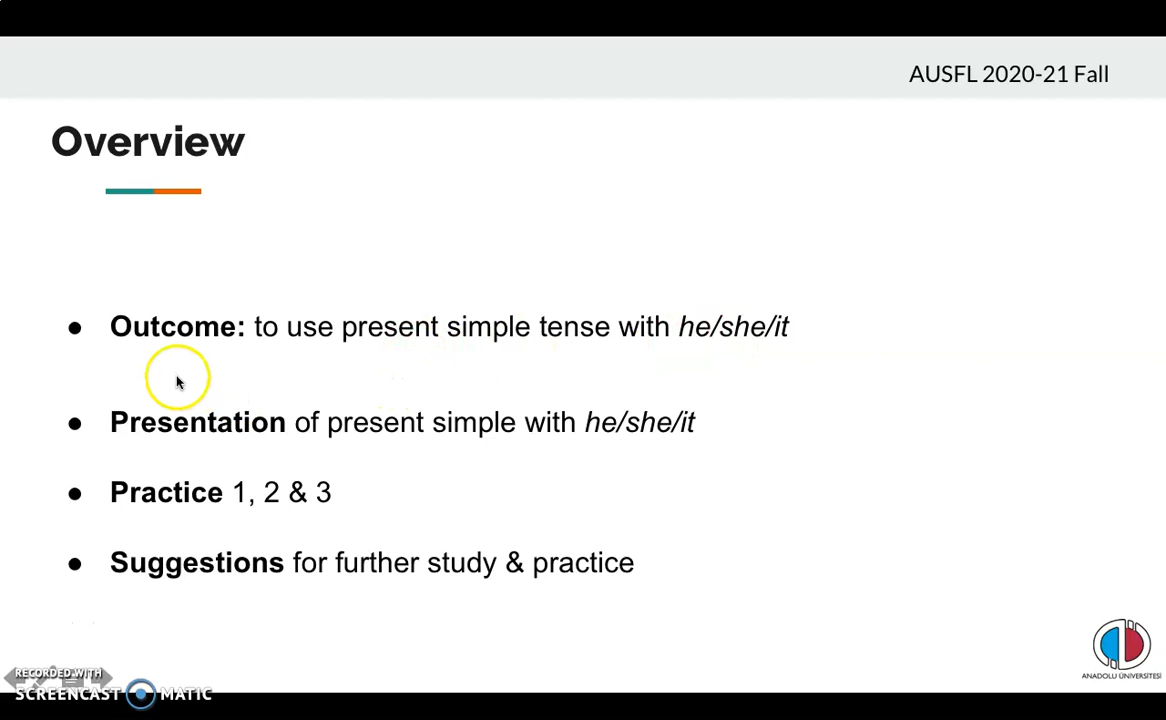 AUSFL 2020-21 Fall
Overview
● Outcome: to use present simple tense with he/she/it
● Presentation of present simple with he/she/it
● Practice 1, 2 & 3
● Suggestions for further study & practice
ANADOLU ÜNİVERSİTESİ
RECORDED WITH
SCREENCAST MATIC